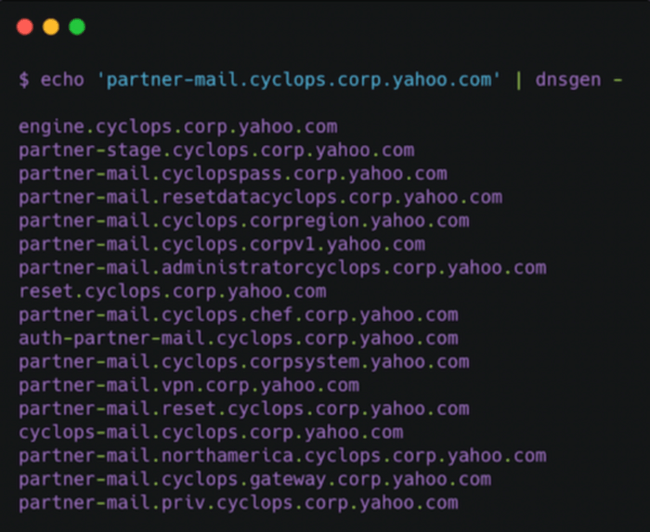 $ echo 'partner-mail.cyclops.corp.yahoo.com' | dnsgen -
engine.cyclops.corp.yahoo.com
partner-stage.cyclops.corp.yahoo.com
partner-mail.cyclopspass.corp.yahoo.com
partner-mail.resetdatacyclops.corp.yahoo.com
partner-mail.cyclops.corpregion.yahoo.com
partner-mail.cyclops.corpv1.yahoo.com
partner-mail.administratorcyclops.corp.yahoo.com
reset.cyclops.corp.yahoo.com
partner-mail.cyclops.chef.corp.yahoo.com
auth-partner-mail.cyclops.corp.yahoo.com
partner-mail.cyclops.corpsystem.yahoo.com
partner-mail.vpn.corp.yahoo.com
partner-mail.reset.cyclops.corp.yahoo.com
cyclops-mail.cyclops.corp.yahoo.com
partner-mail.northamerica.cyclops.corp.yahoo.com
partner-mail.cyclops.gateway.corp.yahoo.com
partner-mail.priv.cyclops.corp.yahoo.com